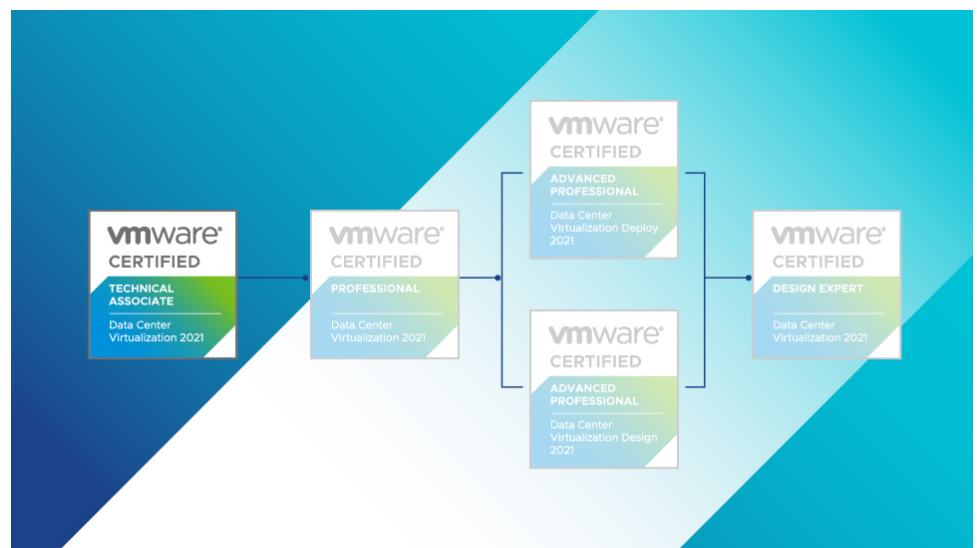 vmware®
CERTIFIED
TECHNICAL
ASSOCIATE
Data Center
Virtualization 2021
vmware®
CERTIFIED
PROFESSIONAL
Data Center
Virtualization 2021
vmware®
CERTIFIED
ADVANCED
PROFESSIONAL
Data Center
Virtualization Deploy
2021
vmware®
CERTIFIED
ADVANCED
PROFESSIONAL
Data Center
Virtualization Design
2021
vmware®
CERTIFIED
DESIGN EXPERT
Data Center
Virtualization 2021